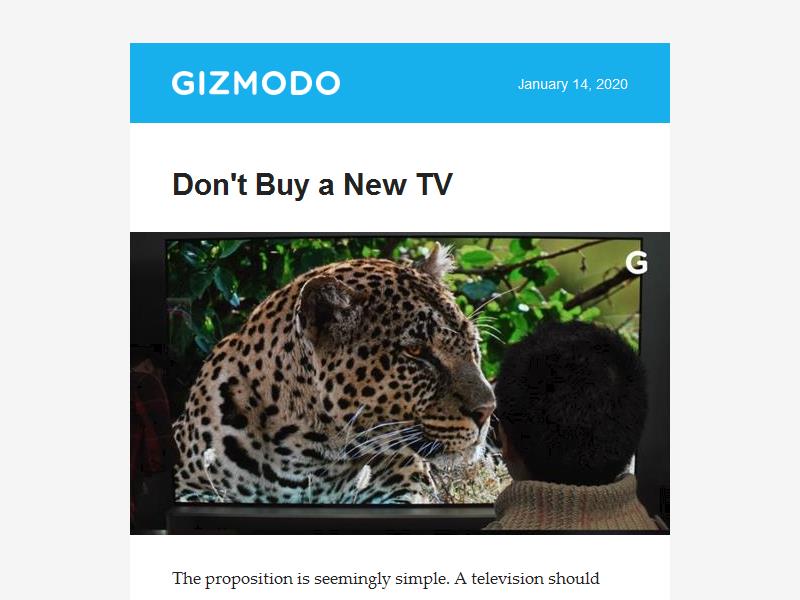 GIZMODO
January 14, 2020
Don't Buy a New TV
G
The proposition is seemingly simple. A television should